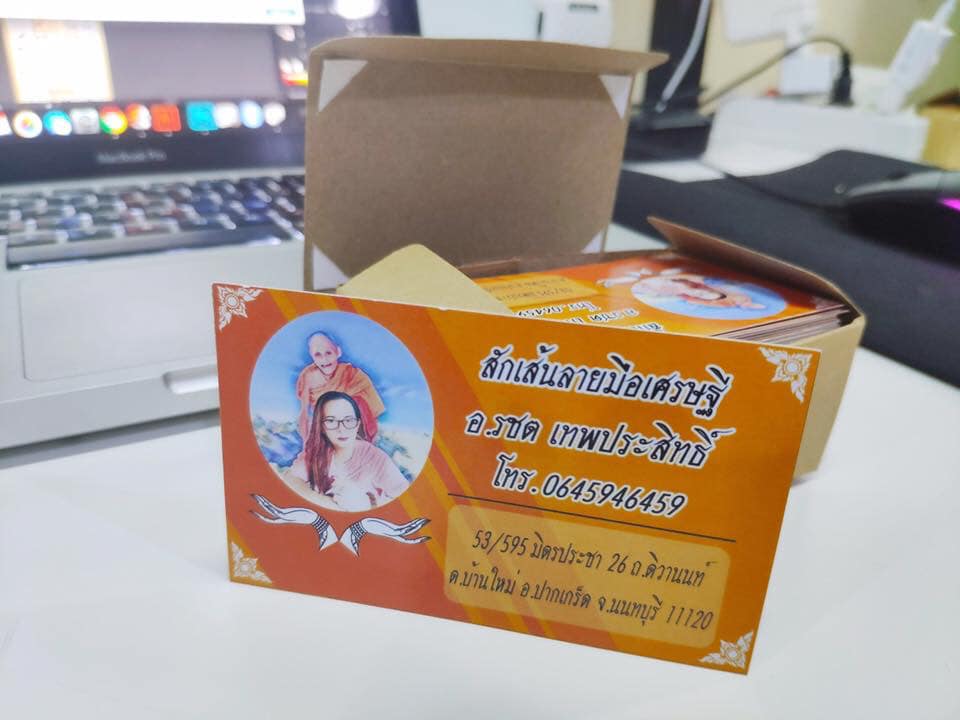 สักเส้นลายมือเศรษฐี
อ.รชต เทพประสิทธิ์
โทร.0645946459
53/595 มิตรประชา 26 ถ.ติวานนท์
ต.บ้านใหม่ อ.ปากเกร็ด จ.นนทบุรี 11120
MacBook Pro